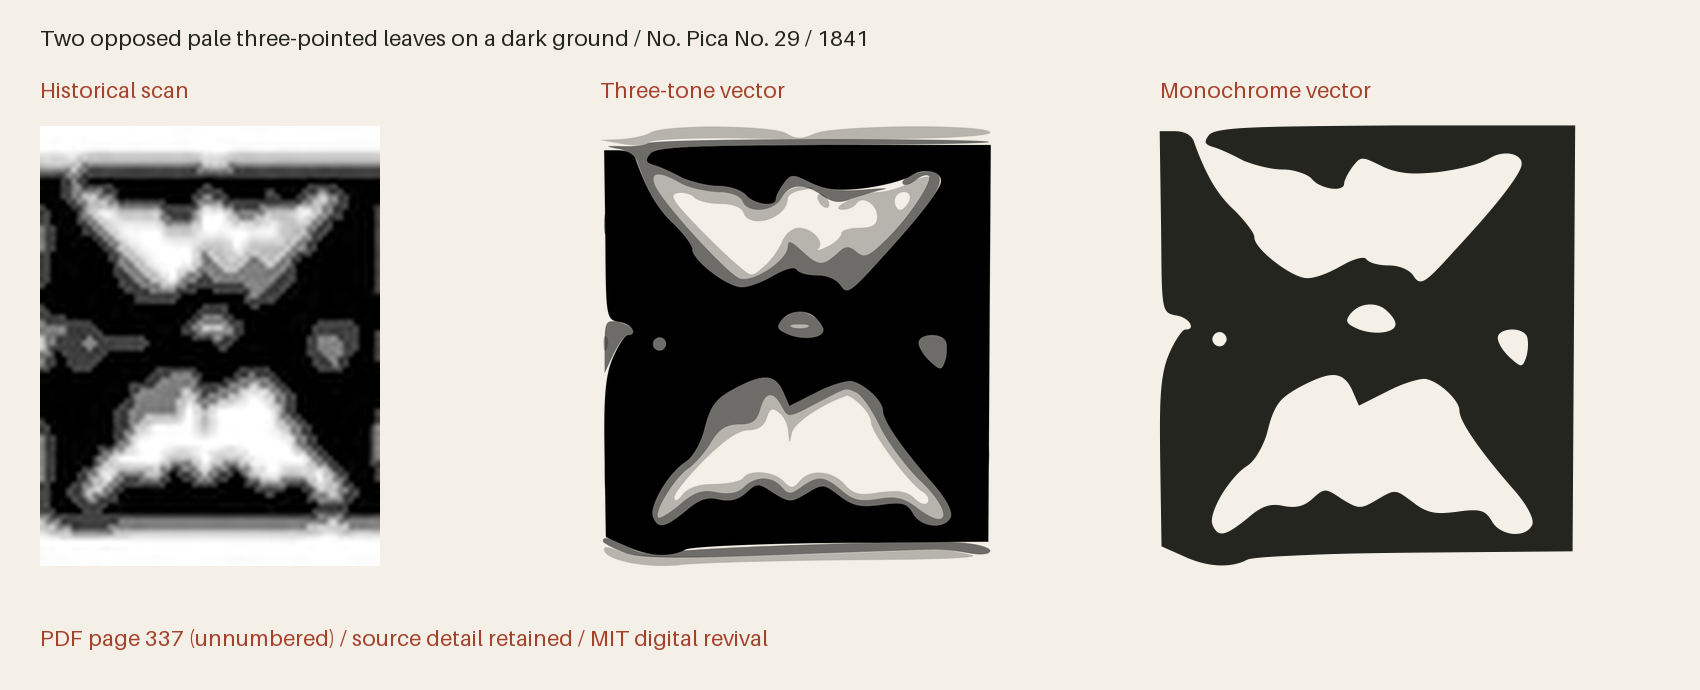 Two opposed pale three-pointed leaves on a dark ground / No. Pica No. 29 / 1841
Historical scan
Three-tone vector
Monochrome vector
PDF page 337 (unnumbered) / source detail retained / MIT digital revival